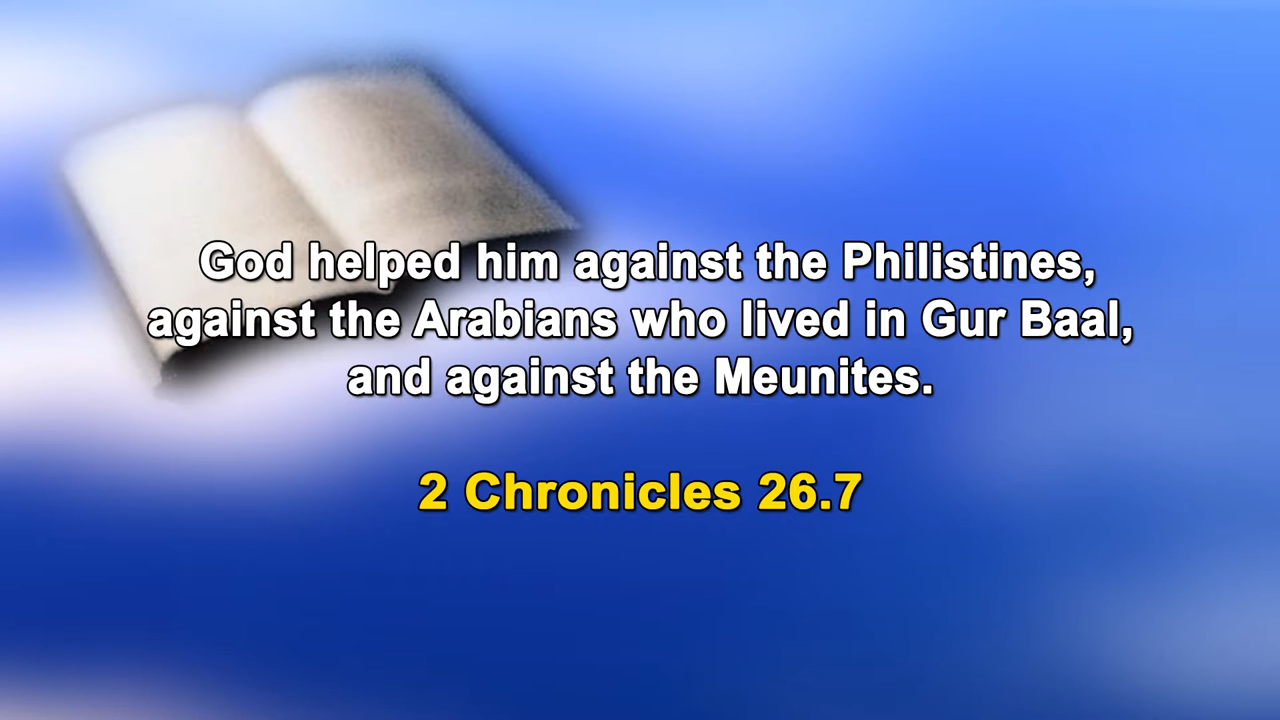 God helped him against the Philistines,
against the Arabians who lived in Gur Baal,
and against the Meunites.
2 Chronicles 26.7